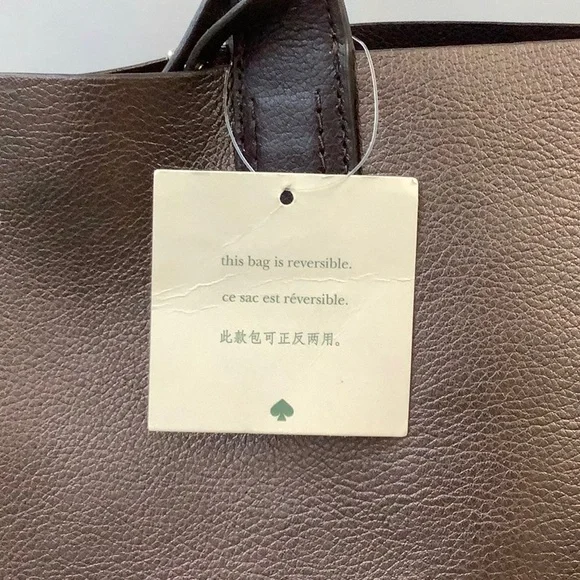 this bag is reversible.
ce sac est réversible.
此款包可正反两用。